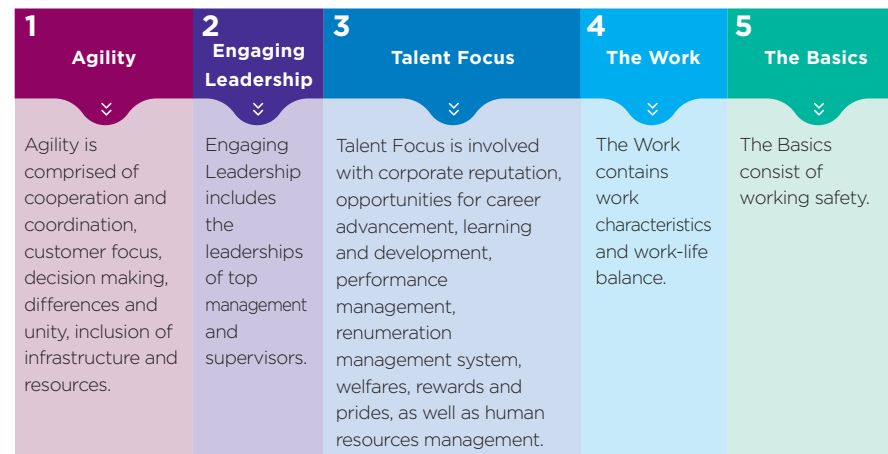 1
Agility
Agility is
comprised of
cooperation and
coordination,
customer focus,
decision making,
differences and
unity, inclusion of
infrastructure and
resources.
2
Engaging
Leadership
Engaging
Leadership
includes
the
leaderships
of top
management
and
supervisors.
3
Talent Focus
Talent Focus is involved
with corporate reputation,
opportunities for career
advancement, learning
and development,
performance
management,
renumeration
management system,
welfares, rewards and
prides, as well as human
resources management.
4
The Work
The Work
contains
work
characteristics
and work-life
balance.
5
The Basics
The Basics
consist of
working safety.